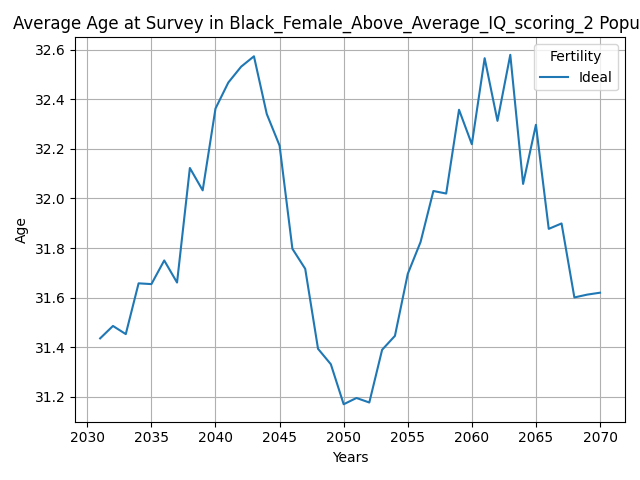 Average Age at Survey in Black_Female_Above_Average_IQ_scoring_2 Popu
32.6
32.4
32.2
32.0
31.8
31.6
31.4
31.2
Age
Fertility
Ideal
2030 2035 2040 2045 2050 2055 2060 2065 2070
Years